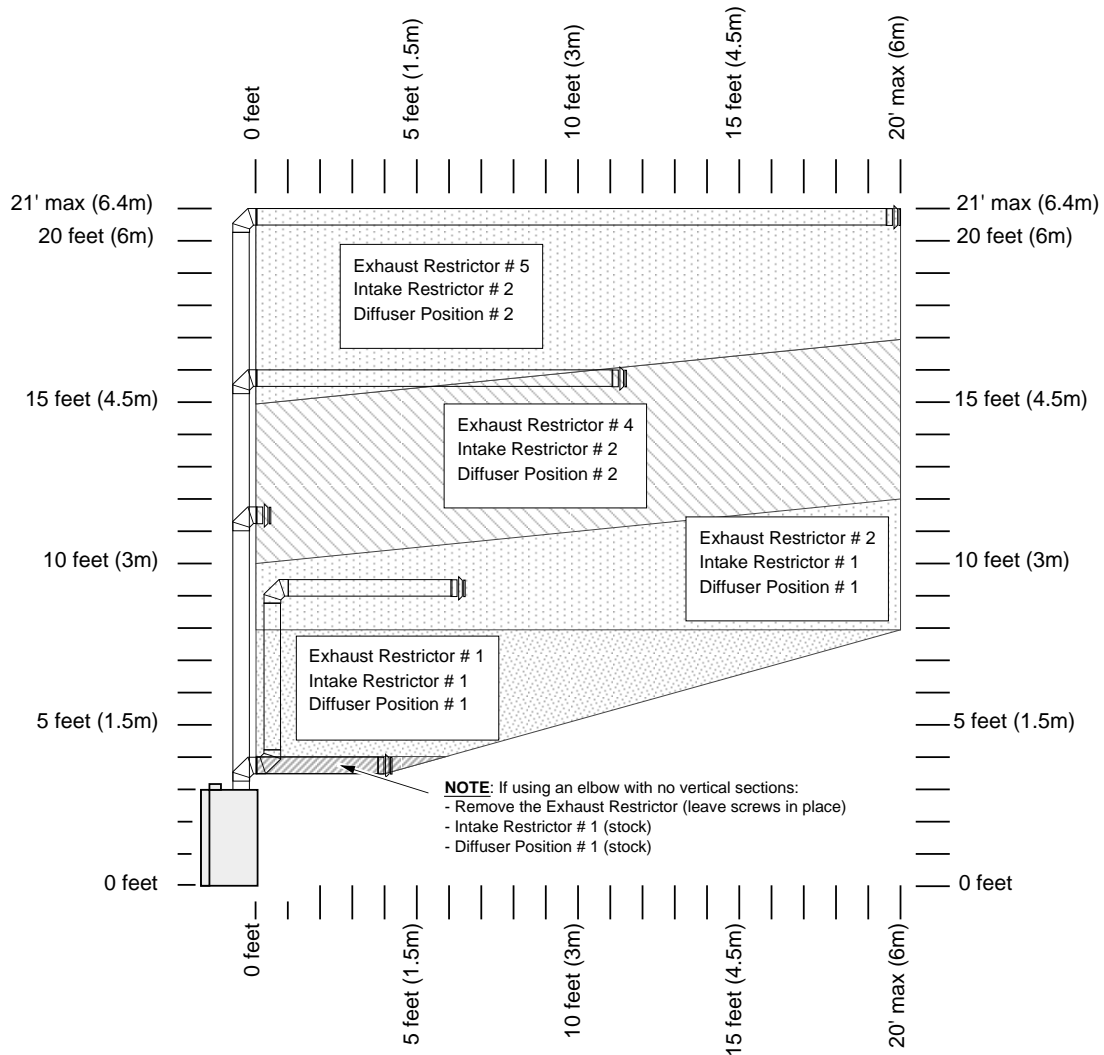 0 feet
5 feet (1.5m)
10 feet (3m)
15 feet (4.5m)
20' max (6m)
21' max (6.4m)
20 feet (6m)
15 feet (4.5m)
10 feet (3m)
5 feet (1.5m)
0 feet
21' max (6.4m)
20 feet (6m)
15 feet (4.5m)
10 feet (3m)
5 feet (1.5m)
0 feet
Exhaust Restrictor # 5
Intake Restrictor # 2
Diffuser Position # 2
Exhaust Restrictor # 4
Intake Restrictor # 2
Diffuser Position # 2
Exhaust Restrictor # 2
Intake Restrictor # 1
Diffuser Position # 1
Exhaust Restrictor # 1
Intake Restrictor # 1
Diffuser Position # 1
NOTE: If using an elbow with no vertical sections:
- Remove the Exhaust Restrictor (leave screws in place)
- Intake Restrictor # 1 (stock)
- Diffuser Position # 1 (stock)
0 feet
5 feet (1.5m)
10 feet (3m)
15 feet (4.5m)
20' max (6m)